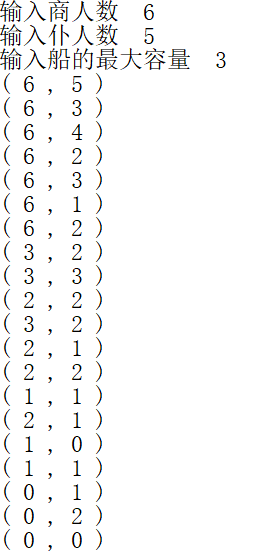 输入商人数 6
输入仆人数 5
输入船的最大容量 3
( 6 , 5 )
( 6 , 3 )
( 6 , 4 )
( 6 , 2 )
( 6 , 3 )
( 6 , 1 )
( 6 , 2 )
( 3 , 2 )
( 3 , 3 )
( 2 , 2 )
( 3 , 2 )
( 2 , 1 )
( 2 , 2 )
( 1 , 1 )
( 2 , 1 )
( 1 , 0 )
( 1 , 1 )
( 0 , 1 )
( 0 , 2 )
( 0 , 0 )